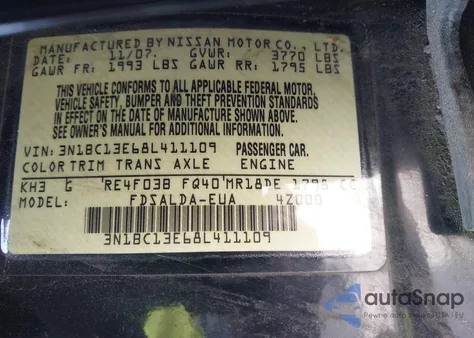 MANUFACTURED BY NISSAN MOTOR CO., LTD.
DATE: 11/07, GVWR: 3770 LBS
GAWR FR: 1993 LBS GAWR RR: 1795 LBS
THIS VEHICLE CONFORMS TO ALL APPLICABLE FEDERAL MOTOR
VEHICLE SAFETY, BUMPER AND THEFT PREVENTION STANDARDS
IN EFFECT ON THE DATE OF MANUFACTURE SHOWN ABOVE.
SEE OWNER'S MANUAL FOR ADDITIONAL INFORMATION.
VIN: 3N1BC13E68L411109 PASSENGER CAR.
COLOR TRIM TRANS AXLE ENGINE
KH3 G RE4F03B FQ40 MR18DE 1798 CC
FDSALDA-EUA 4Z000
3N1BC13E68L411109
autoSnap